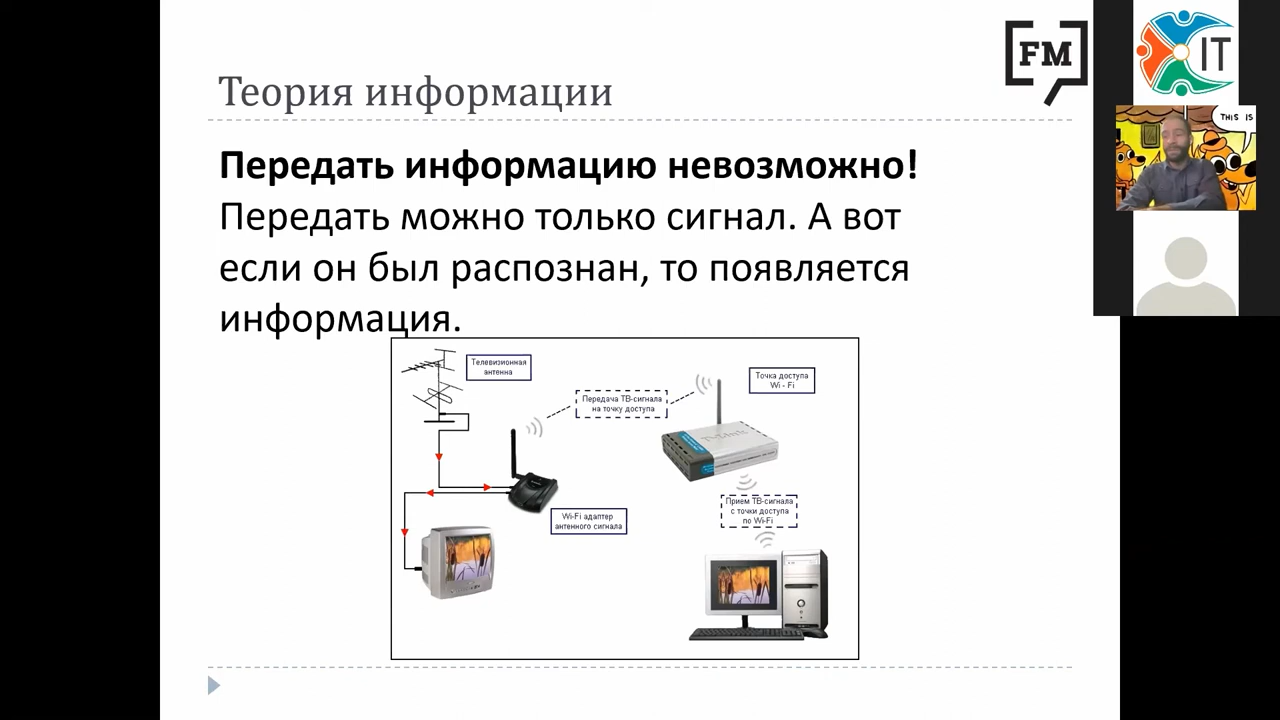 Теория информации
FM
IT
THIS IS
Передать информацию невозможно!
Передать можно только сигнал. А вот
если он был распознан, то появляется
информация.
Телевизионная
антенна
Передача ТВ-сигнала
на точку доступа
Точка доступа
Wi - Fi
D-Link
Wi-Fi адаптер
антенного сигнала
Прием ТВ-сигнала
с точки доступа
по Wi-Fi